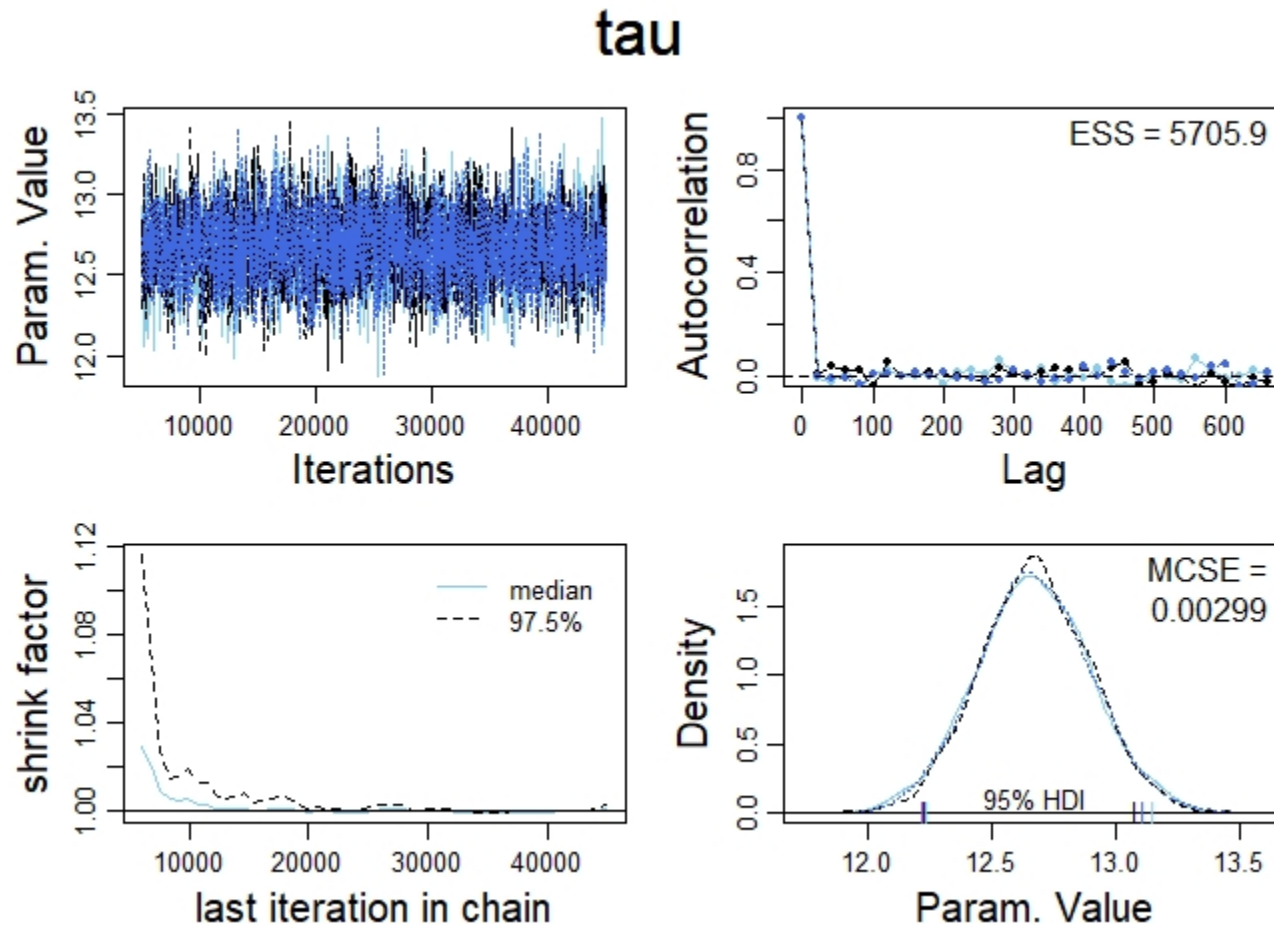 tau
Param. Value
12.0 12.5 13.0 13.5
10000 20000 30000 40000
Iterations
Autocorrelation
0.0 0.4 0.8
ESS = 5705.9
0 100 200 300 400 500 600
Lag
shrink factor
1.00 1.04 1.08 1.12
median
97.5%
10000 20000 30000 40000
last iteration in chain
Density
0.0 0.5 1.0 1.5
MCSE =
0.00299
95% HDI
12.0 12.5 13.0 13.5
Param. Value